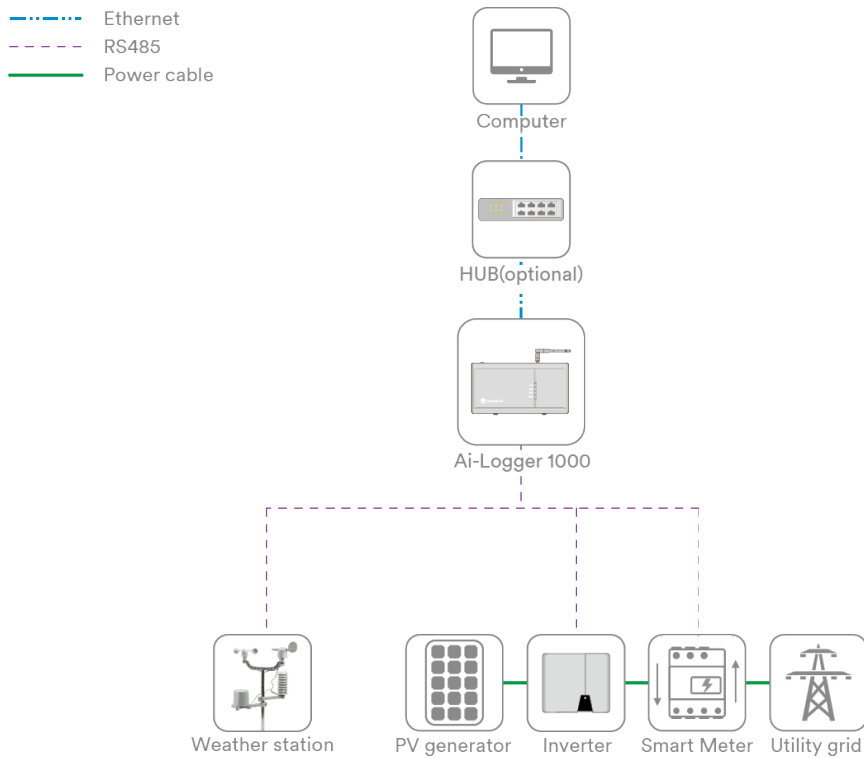 Ethernet
RS485
Power cable
Computer
HUB(optional)
Ai-Logger 1000
Weather station
PV generator
Inverter
Smart Meter
Utility grid